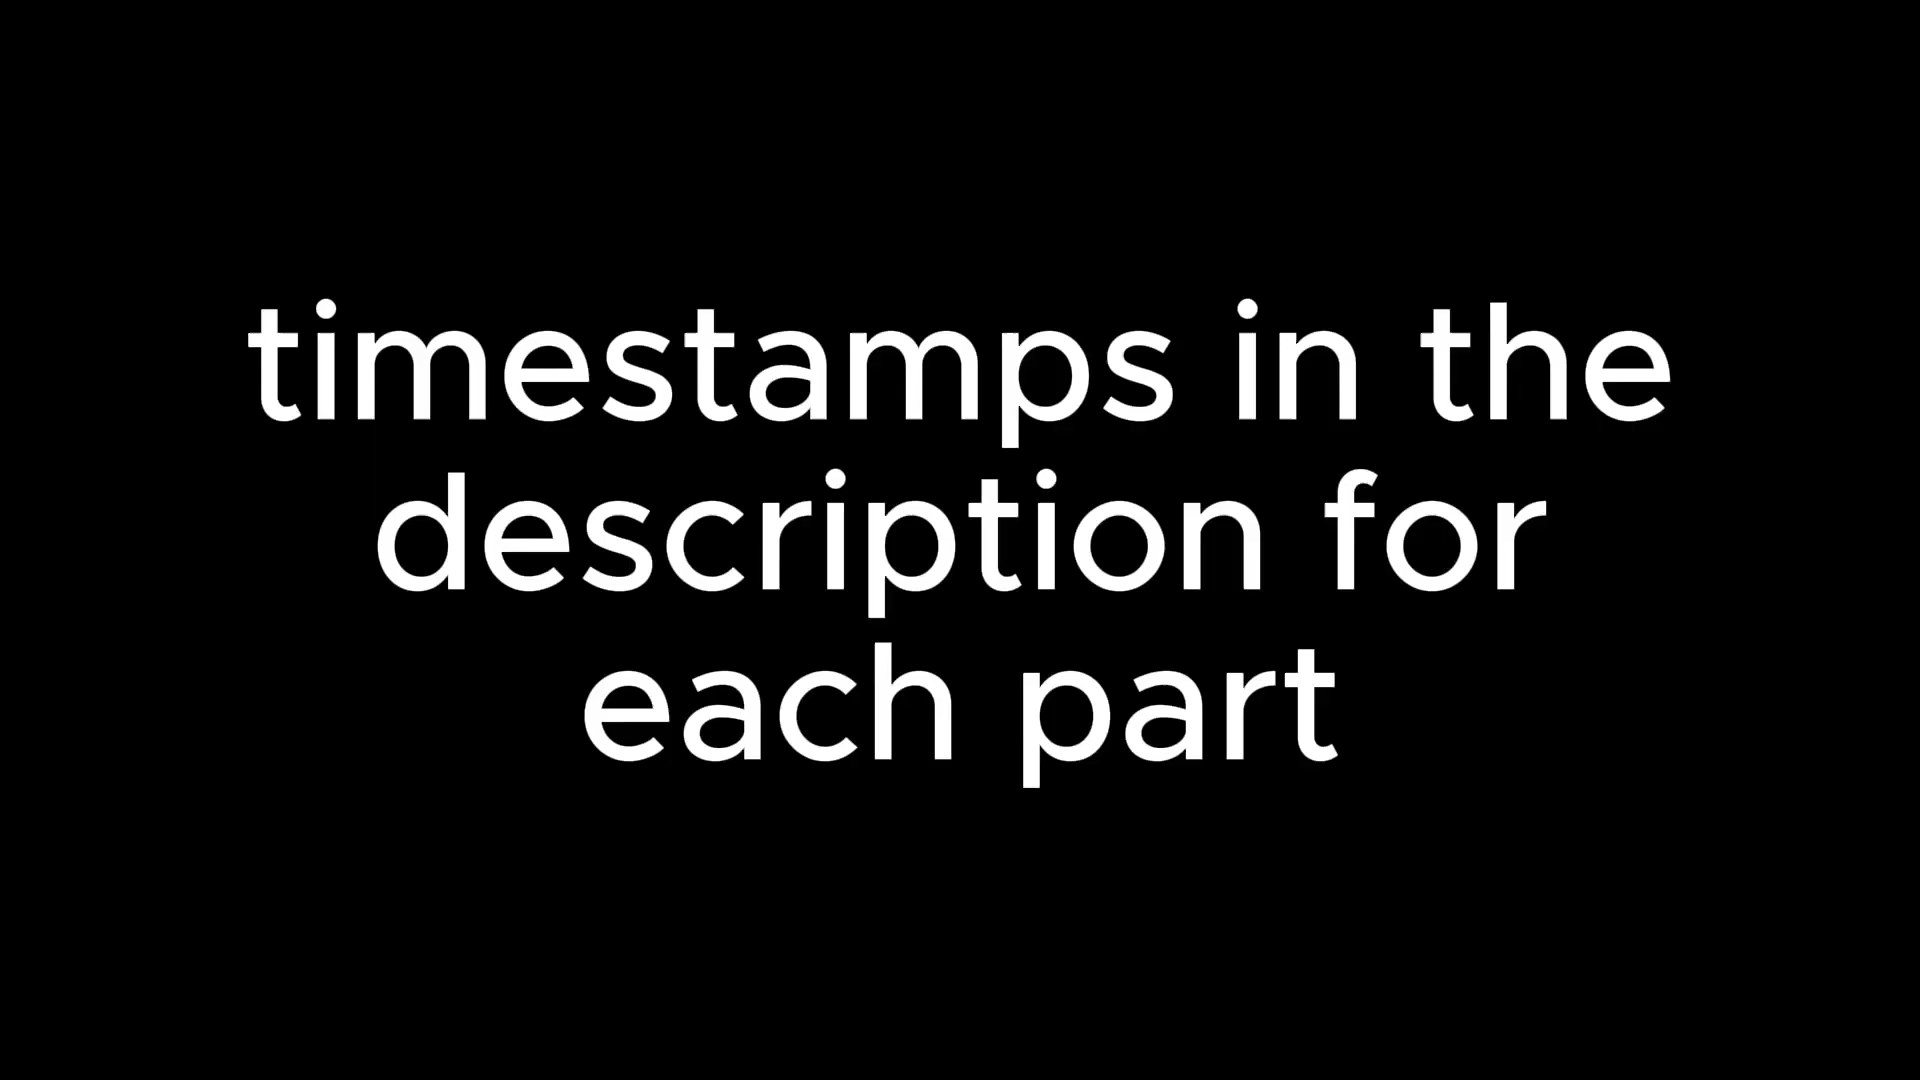 timestamps in the
description for
each part